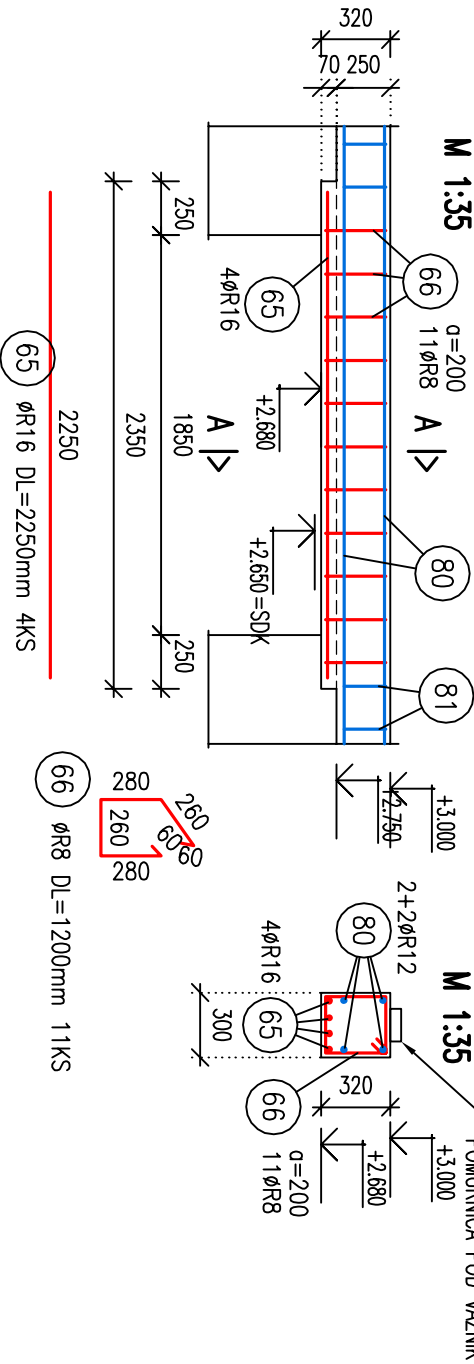 M 1:35
320
70 250
66
a=200
11ØR8
A
80
81
+3.000
+2.750
65
4ØR16
+2.680
+2.650=SDK
A
250
1850
250
2350
2250
65 ØR16 DL=2250mm 4KS
280
260
260
60
60
280
66 ØR8 DL=1200mm 11KS
M 1:35
POMÚRNICA POD VÄZNÍK
2+2ØR12
80
4ØR16
65
300
66
a=200
11ØR8
320
+3.000
+2.680